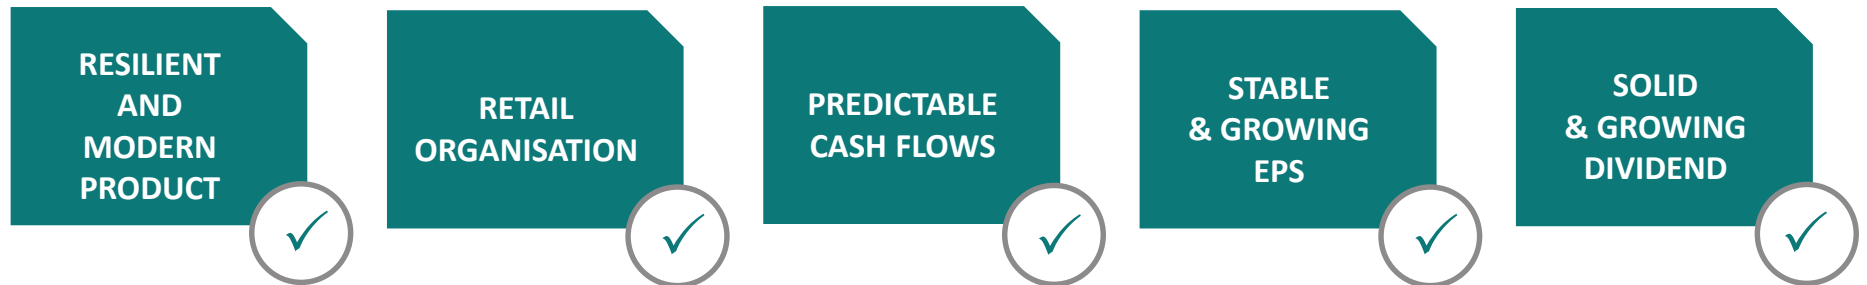 RESILIENT
AND
MODERN
PRODUCT
RETAIL
ORGANISATION
PREDICTABLE
CASH FLOWS
STABLE
& GROWING
EPS
SOLID
& GROWING
DIVIDEND